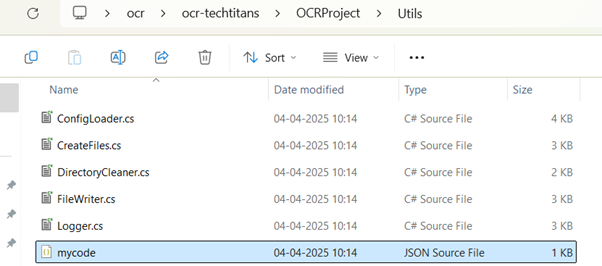 ocr > ocr-techtitans > OCRProject > Utils
Sort View
Name Date modified Type Size
ConfigLoader.cs 04-04-2025 10:14 C# Source File 4 KB
CreateFiles.cs 04-04-2025 10:14 C# Source File 3 KB
DirectoryCleaner.cs 04-04-2025 10:14 C# Source File 2 KB
FileWriter.cs 04-04-2025 10:14 C# Source File 3 KB
Logger.cs 04-04-2025 10:14 C# Source File 3 KB
mycode 04-04-2025 10:14 JSON Source File 1 KB